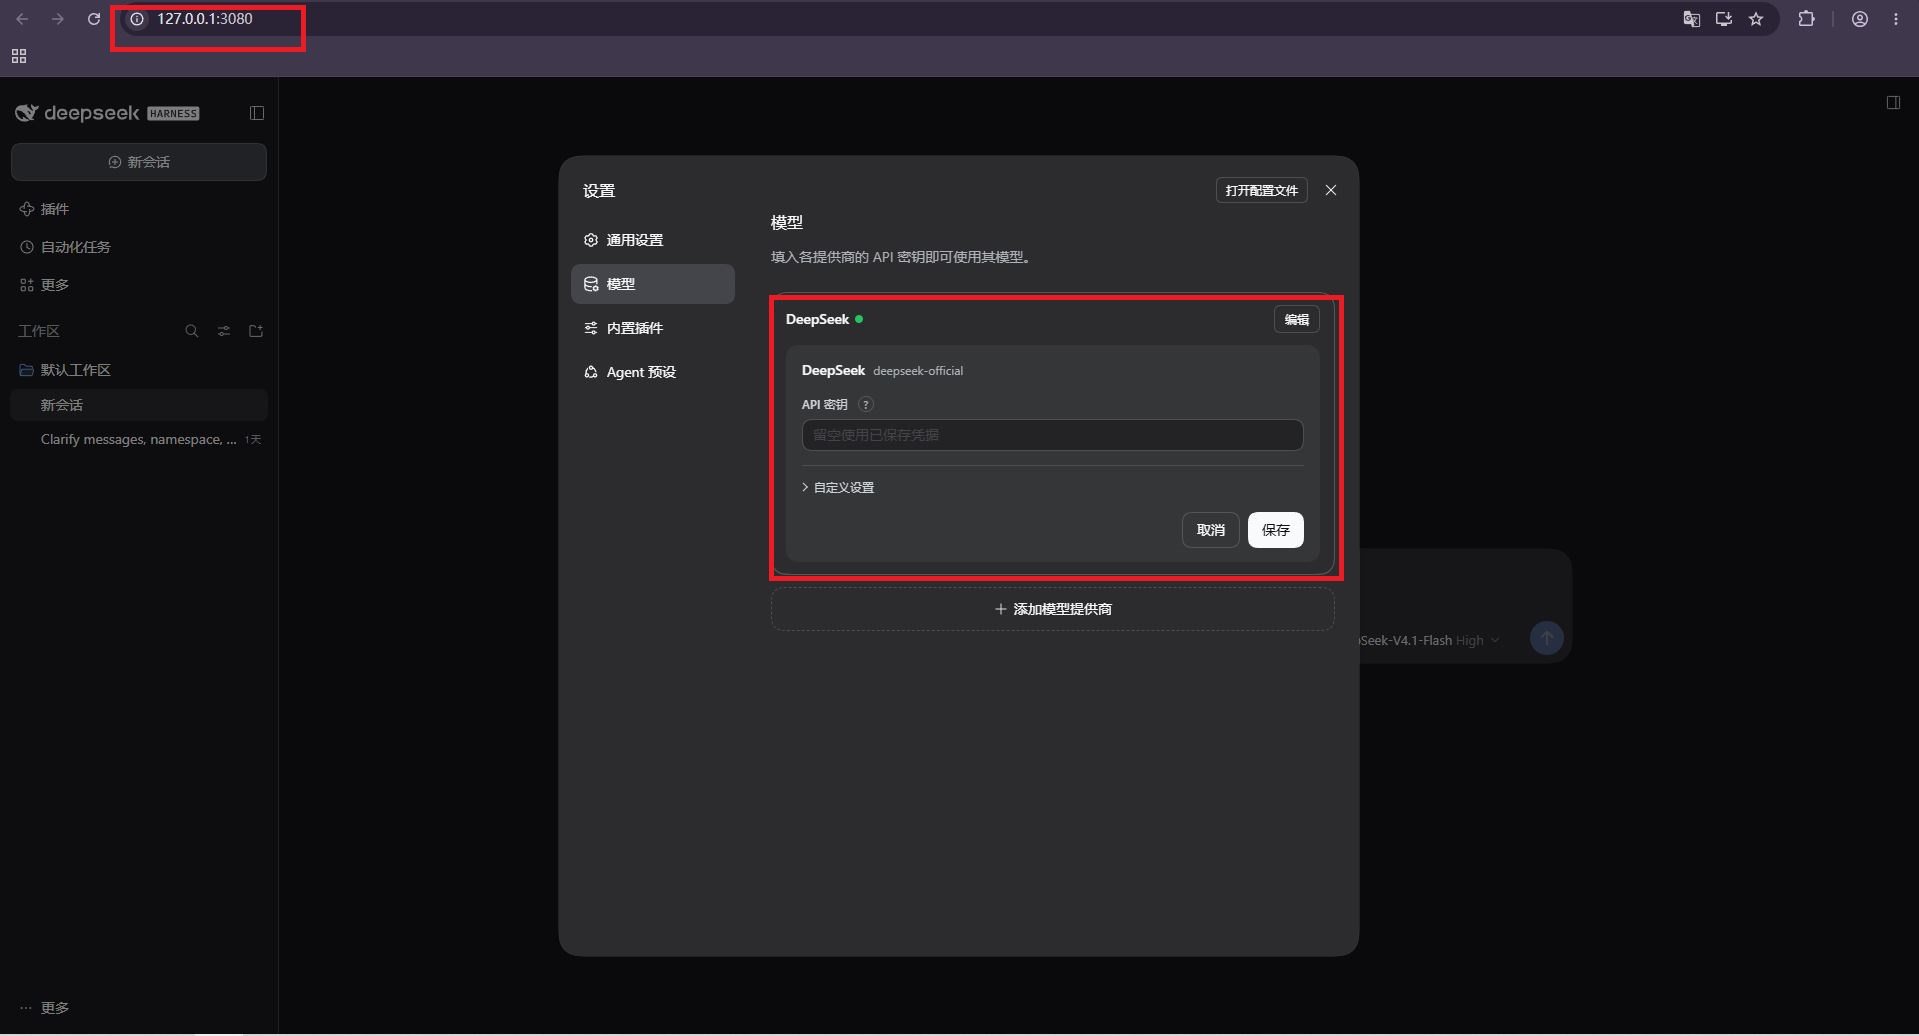 127.0.0.1:3080
deepseek HARNESS
新会话
插件
自动化任务
更多
工作区
默认工作区
新会话
Clarify messages, namespace, ... 1天
更多
设置
打开配置文件
通用设置
模型
内置插件
Agent 预设
模型
填入各提供商的 API 密钥即可使用其模型。
DeepSeek
编辑
DeepSeek deepseek-official
API 密钥 ?
留空使用已保存凭据
自定义设置
取消 保存
添加模型提供商
Seek-V4.1-Flash High